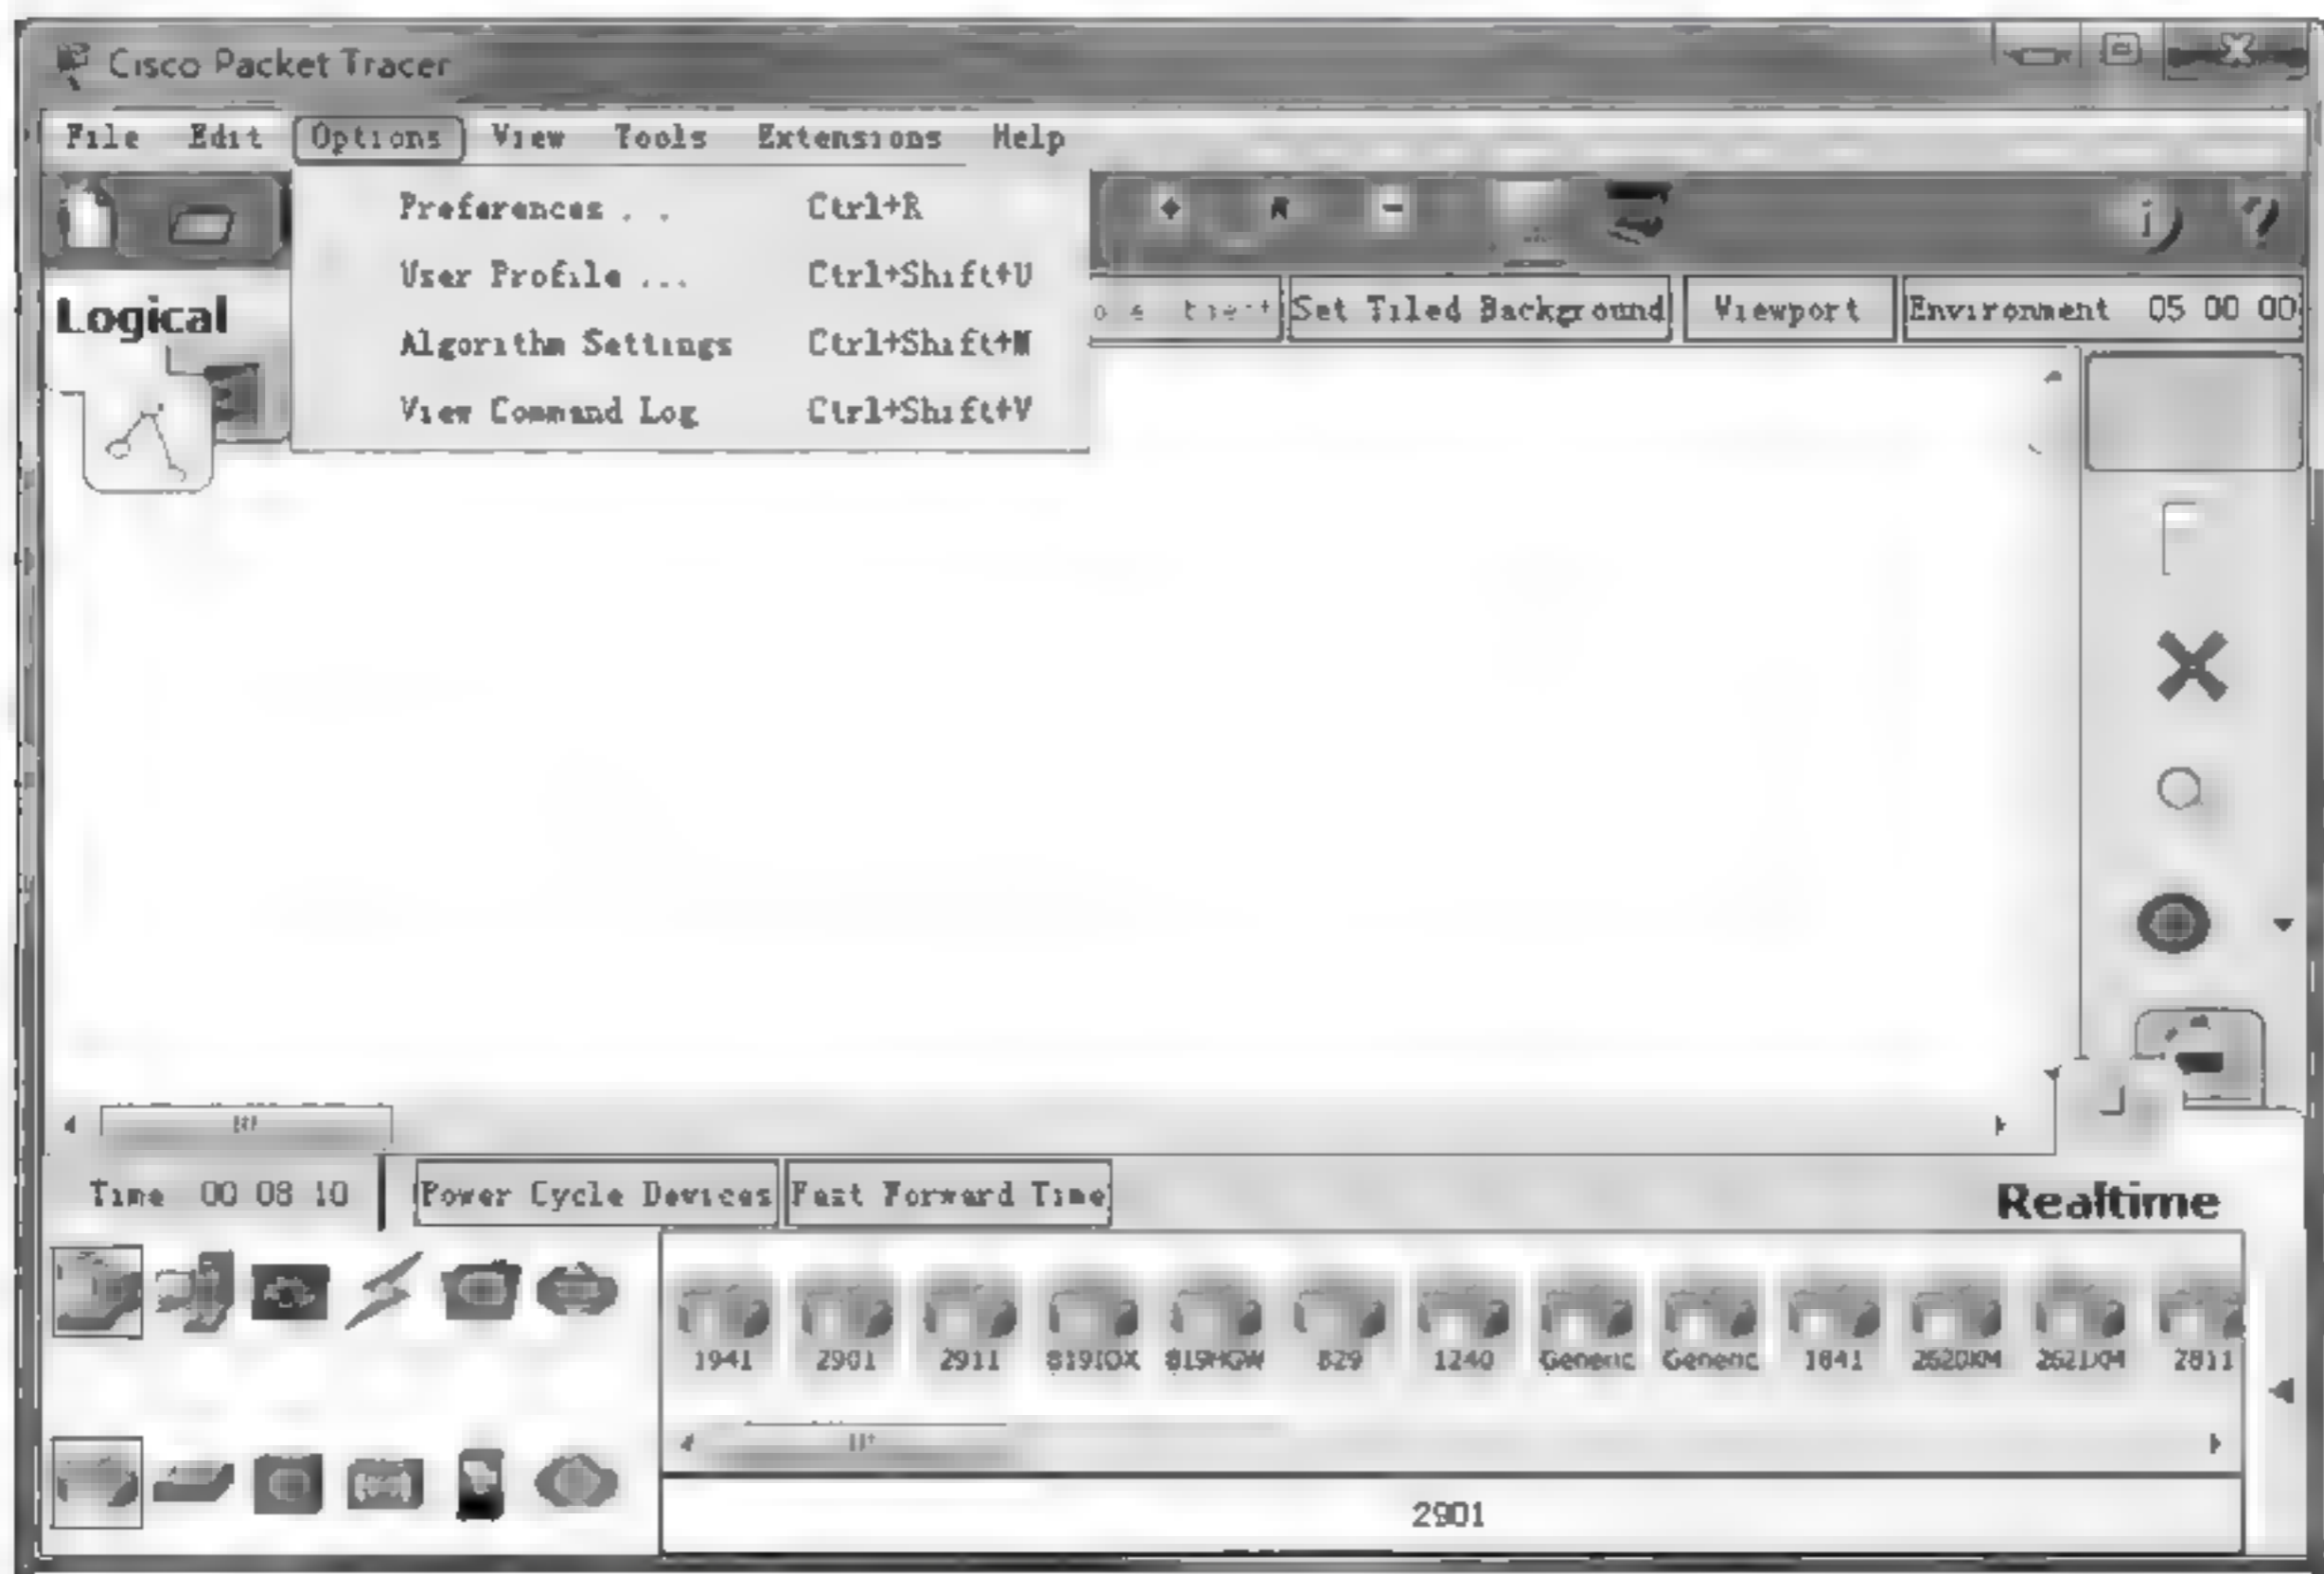 Cisco Packet Tracer
File Edit Options View Tools Extensions Help
Preferences . . Ctrl+R
User Profile ... Ctrl+Shift+U
Algorithm Settings Ctrl+Shift+M
View Command Log Ctrl+Shift+V
Logical
Set Tiled Background Viewport Environment 05 00 00
Time 00 08 10 Power Cycle Devices Fast Forward Time Realtime
1941 2901 2911 819IOX 819HGW 829 1240 Generic Generic 1841 2620XM 2621XM 2811
2901